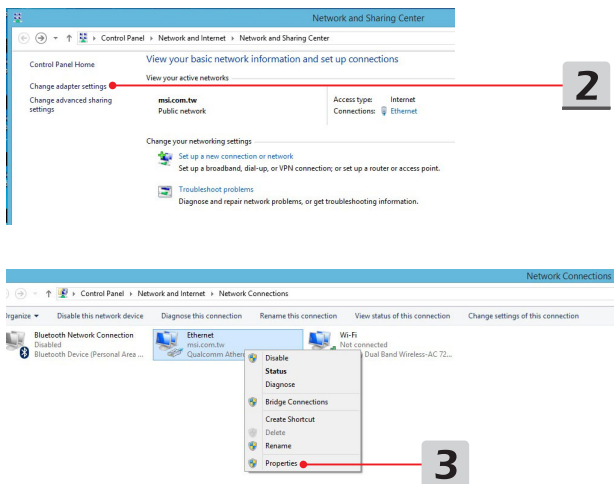 Network and Sharing Center
Control Panel ▸ Network and Internet ▸ Network and Sharing Center
Control Panel Home
Change adapter settings
Change advanced sharing
settings
View your basic network information and set up connections
View your active networks
msi.com.tw
Public network
Access type: Internet
Connections: Ethernet
Change your networking settings
Set up a new connection or network
Set up a broadband, dial-up, or VPN connection; or set up a router or access point.
Troubleshoot problems
Diagnose and repair network problems, or get troubleshooting information.
2
Network Connections
Control Panel ▸ Network and Internet ▸ Network Connections
Organize Disable this network device Diagnose this connection Rename this connection View status of this connection Change settings of this connection
Bluetooth Network Connection
Disabled
Bluetooth Device (Personal Area ...
Ethernet
msi.com.tw
Qualcomm Ather
Wi-Fi
Not connected
Dual Band Wireless-AC 72...
Disable
Status
Diagnose
Bridge Connections
Create Shortcut
Delete
Rename
Properties
3